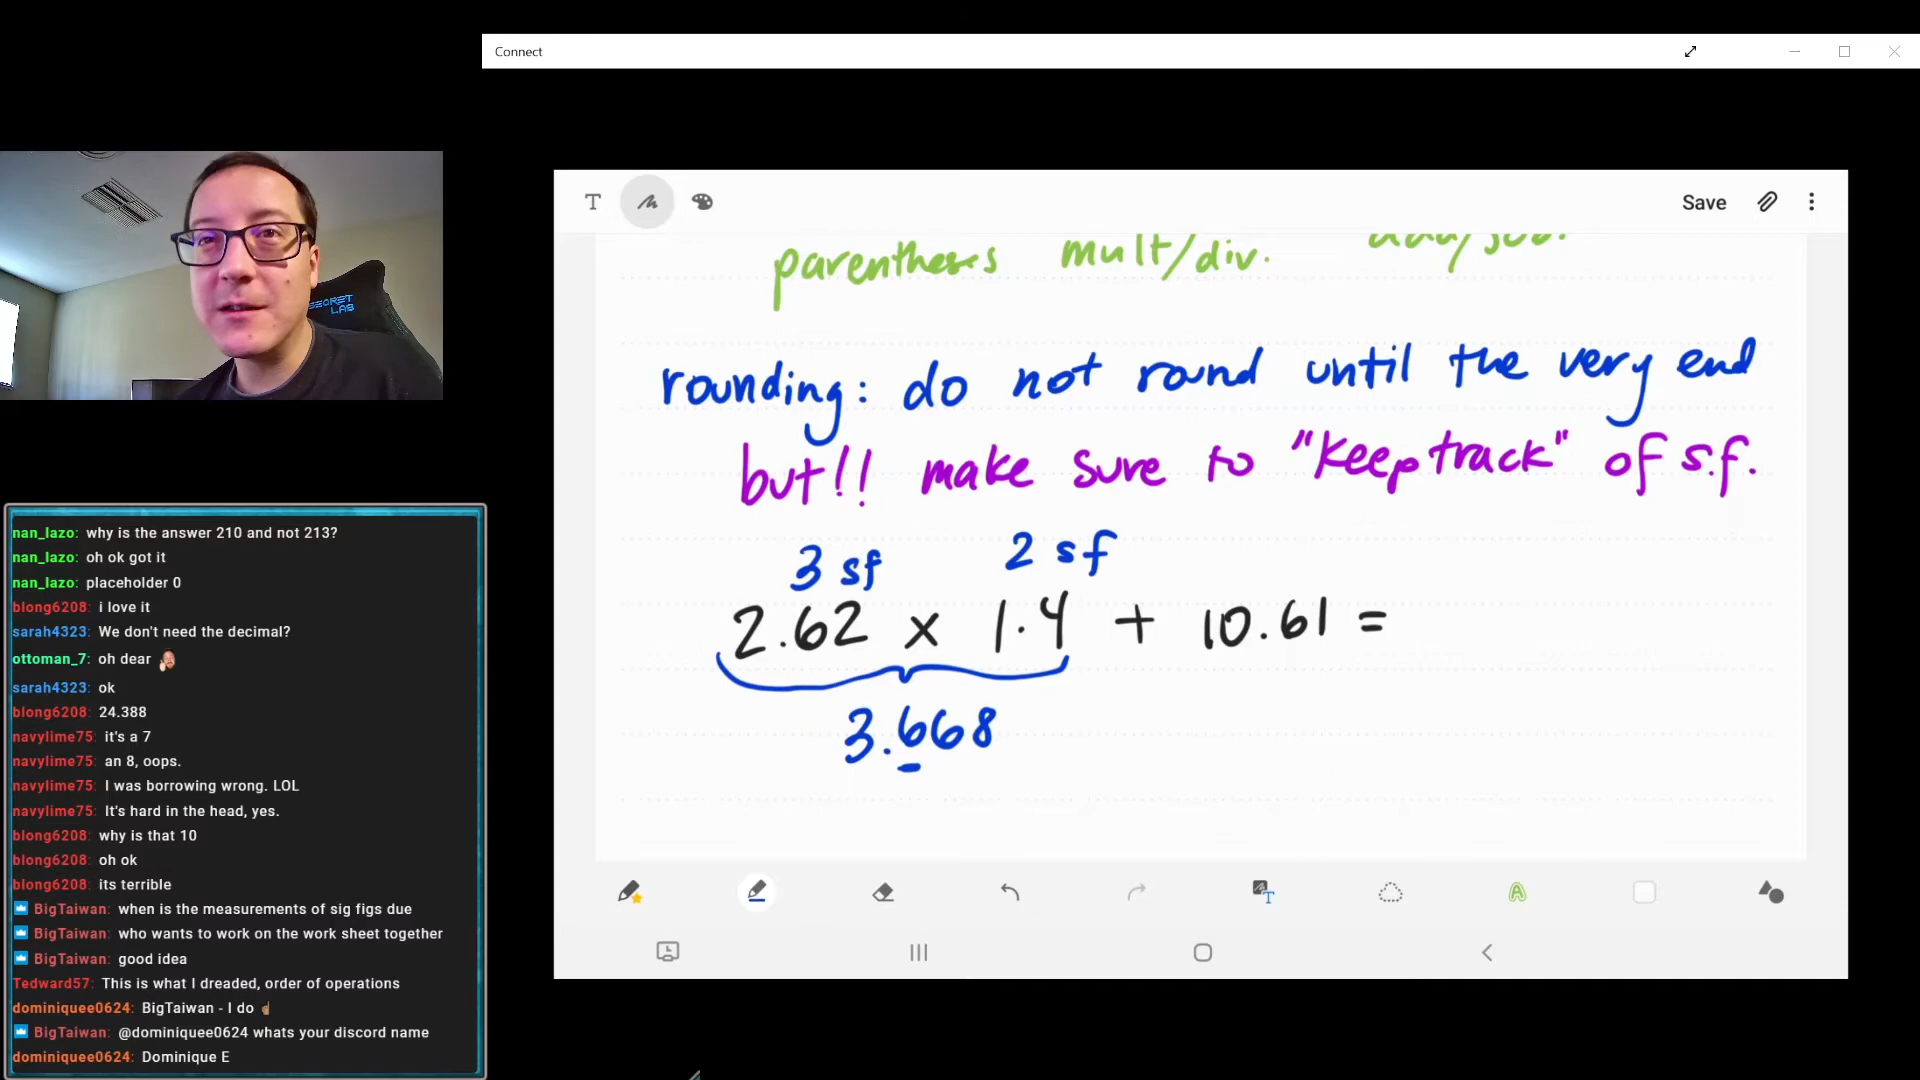 Connect
SECRET
LAB
T
Save
parentheses mult/div. add/sub.
rounding: do not round until the very end
but!! make sure to "keep track" of s.f.
3 sf 2 sf
2.62 x 1.4 + 10.61 =
3.668
nan_lazo: why is the answer 210 and not 213?
nan_lazo: oh ok got it
nan_lazo: placeholder 0
blong6208: i love it
sarah4323: We don't need the decimal?
ottoman_7: oh dear
sarah4323: ok
blong6208: 24.388
navylime75: it's a 7
navylime75: an 8, oops.
navylime75: I was borrowing wrong. LOL
navylime75: It's hard in the head, yes.
blong6208: why is that 10
blong6208: oh ok
blong6208: its terrible
BigTaiwan: when is the measurements of sig figs due
BigTaiwan: who wants to work on the work sheet together
BigTaiwan: good idea
Tedward57: This is what I dreaded, order of operations
dominiquee0624: BigTaiwan - I do
BigTaiwan: @dominiquee0624 whats your discord name
dominiquee0624: Dominique E